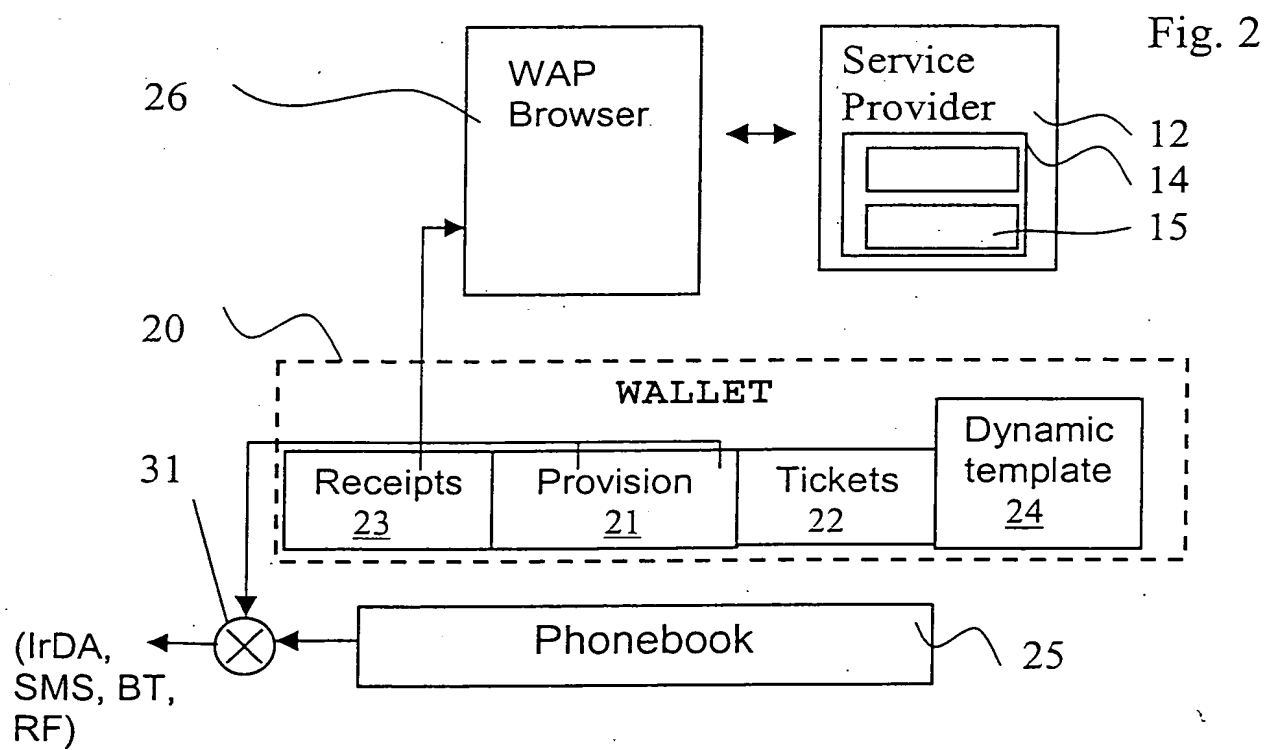 Fig. 2
26
WAP
Browser
Service
Provider
12
14
15
20
WALLET
31
Receipts
23
Provision
21
Tickets
22
Dynamic
template
24
Phonebook
25
(IrDA,
SMS, BT,
RF)